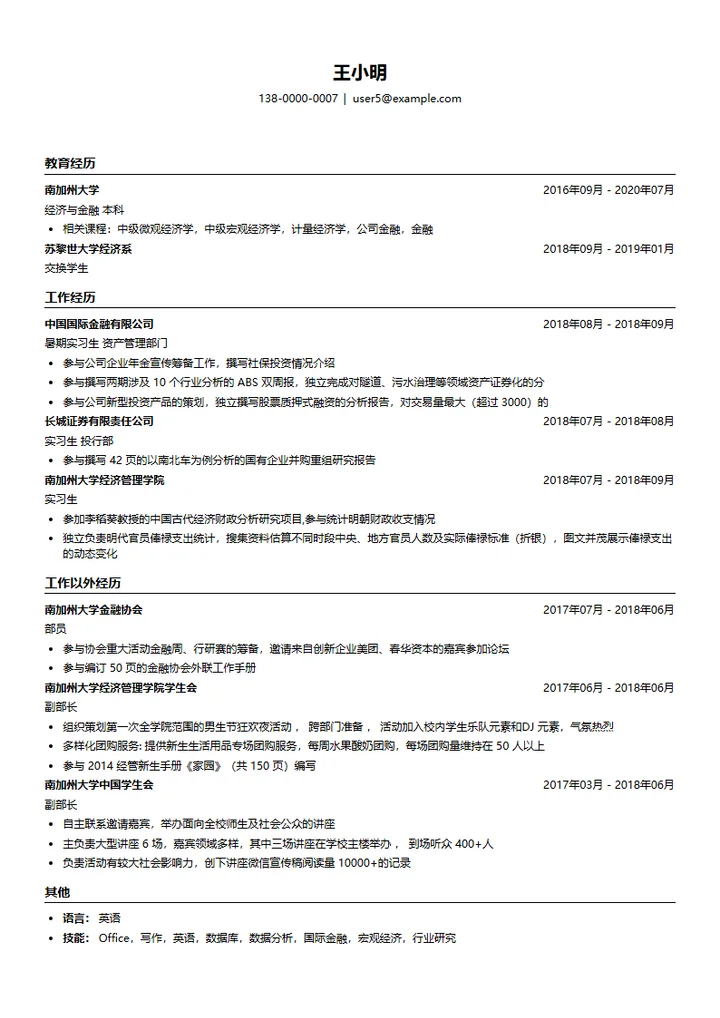 王小明
138-0000-0007 | user5@example.com
教育经历
南加州大学 2016年09月 - 2020年07月
经济与金融 本科
• 相关课程：中级微观经济学，中级宏观经济学，计量经济学，公司金融，金融
苏黎世大学经济系 2018年09月 - 2019年01月
交换学生
工作经历
中国国际金融有限公司 2018年08月 - 2018年09月
暑期实习生 资产管理部门
• 参与公司企业年金宣传筹备工作，撰写社保投资情况介绍
• 参与撰写两期涉及 10 个行业分析的 ABS 双周报，独立完成对隧道、污水治理等领域资产证券化的分
• 参与公司新型投资产品的策划，独立撰写股票质押式融资的分析报告，对交易量最大（超过 3000）的
长城证券有限责任公司 2018年07月 - 2018年08月
实习生 投行部
• 参与撰写 42 页的以南北车为例分析的国有企业并购重组研究报告
南加州大学经济管理学院 2018年07月 - 2018年09月
实习生
• 参加李稻葵教授的中国古代经济财政分析研究项目,参与统计明朝财政收支情况
• 独立负责明代官员俸禄支出统计，搜集资料估算不同时段中央、地方官员人数及实际俸禄标准（折银），图文并茂展示俸禄支出
的动态变化
工作以外经历
南加州大学金融协会 2017年07月 - 2018年06月
部员
• 参与协会重大活动金融周、行研赛的筹备，邀请来自创新企业美团、春华资本的嘉宾参加论坛
• 参与编订 50 页的金融协会外联工作手册
南加州大学经济管理学院学生会 2017年06月 - 2018年06月
副部长
• 组织策划第一次全学院范围的男生节狂欢夜活动 ， 跨部门准备 ， 活动加入校内学生乐队元素和DJ 元素，气氛热烈
• 多样化团购服务: 提供新生生活用品专场团购服务，每周水果酸奶团购，每场团购量维持在 50 人以上
• 参与 2014 经管新生手册《家园》（共 150 页）编写
南加州大学中国学生会 2017年03月 - 2018年06月
副部长
• 自主联系邀请嘉宾，举办面向全校师生及社会公众的讲座
• 主负责大型讲座 6 场，嘉宾领域多样，其中三场讲座在学校主楼举办 ， 到场听众 400+人
• 负责活动有较大社会影响力，创下讲座微信宣传稿阅读量 10000+的记录
其他
• 语言： 英语
• 技能： Office，写作，英语，数据库，数据分析，国际金融，宏观经济，行业研究